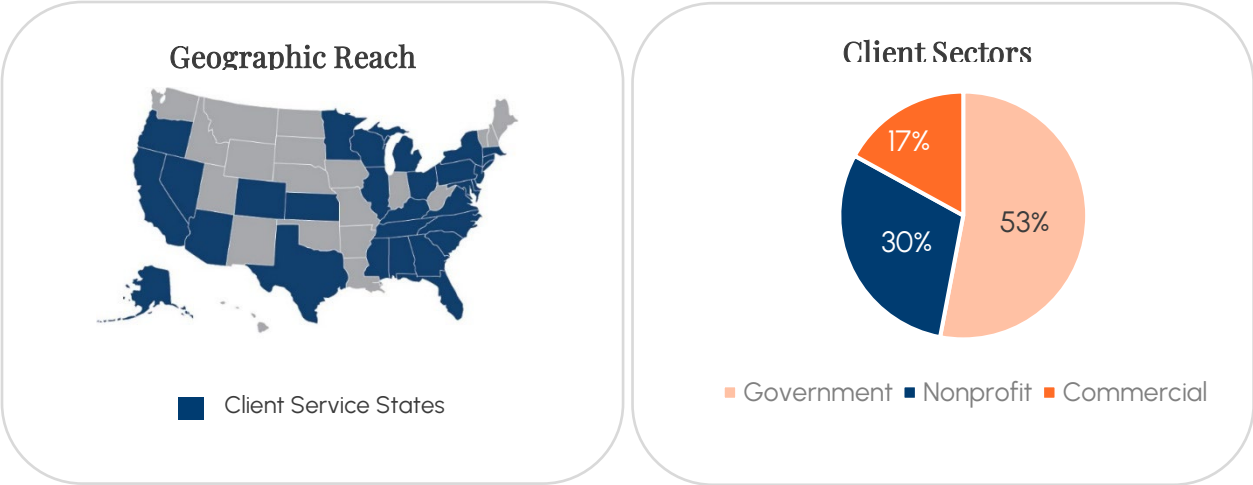 Geographic Reach
Client Service States
Client Sectors
17%
30%
53%
Government Nonprofit Commercial